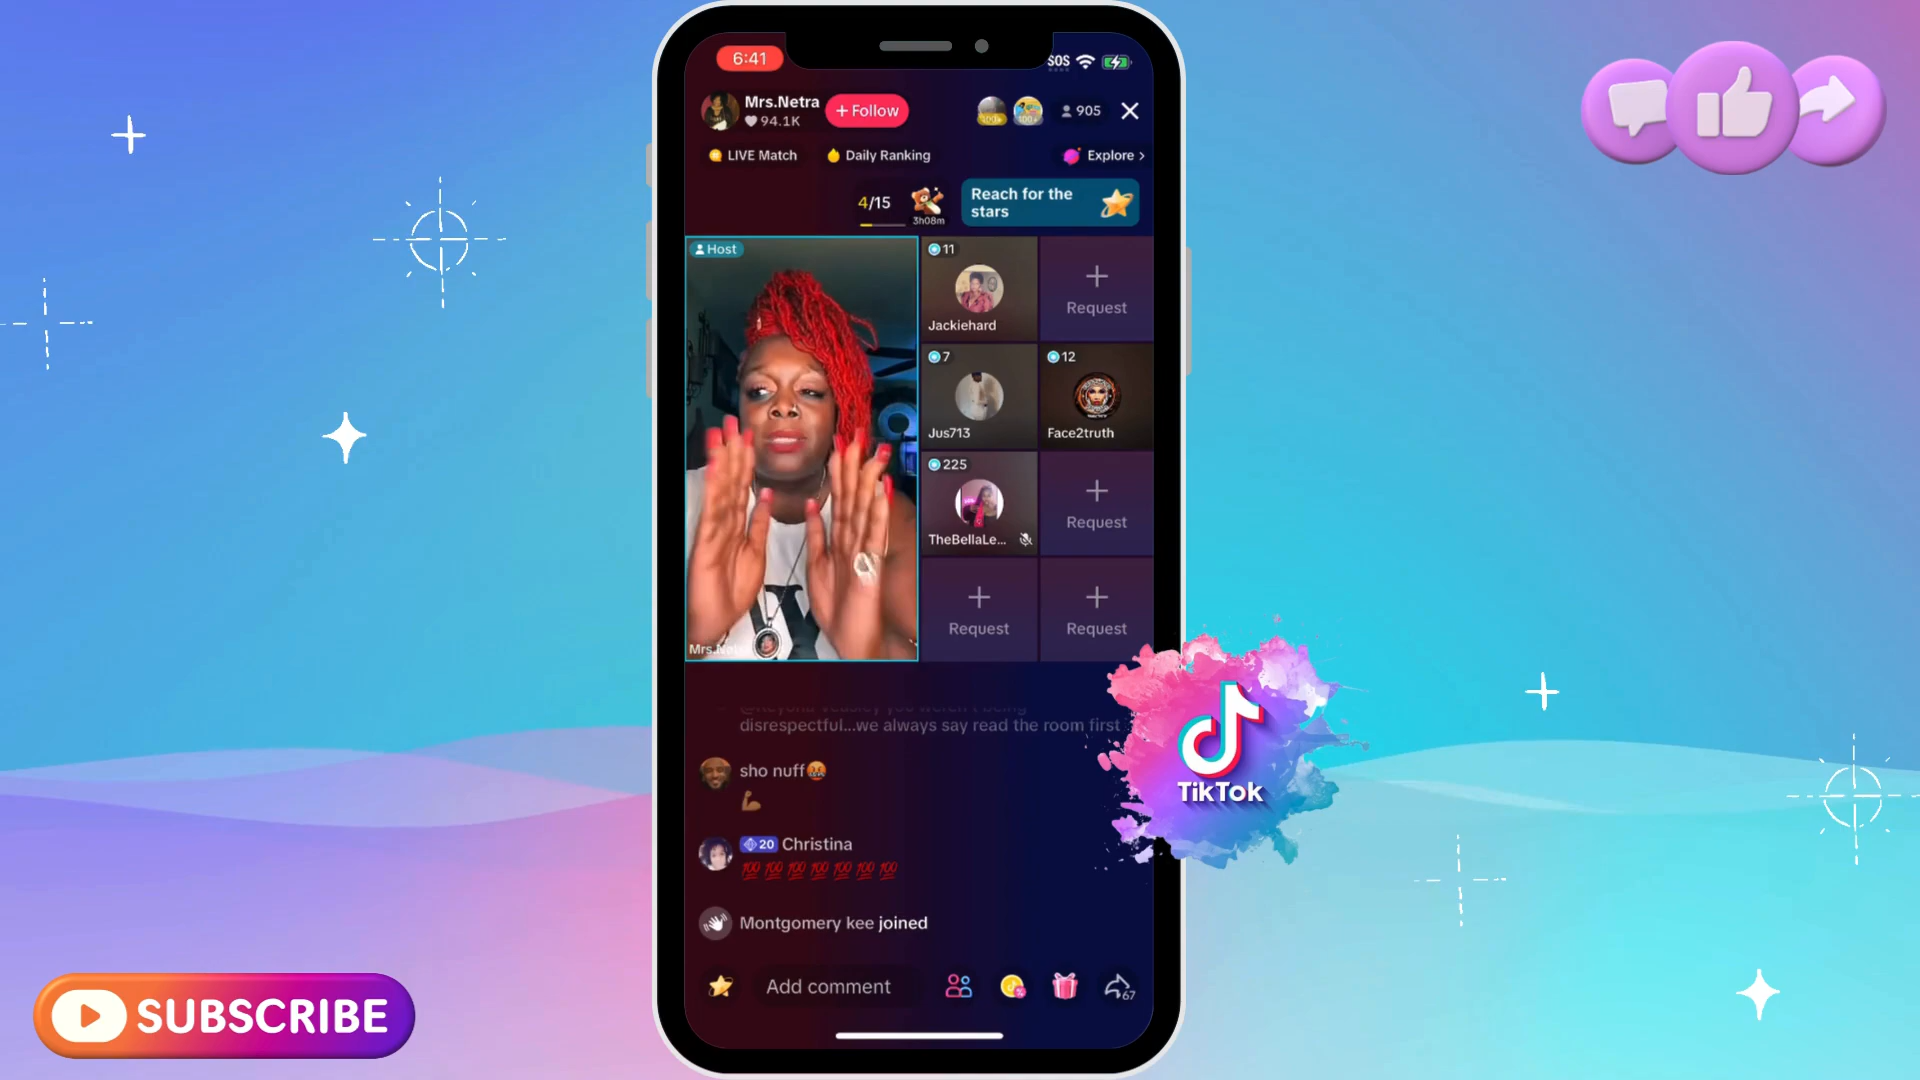 6:41
SOS
Mrs.Netra
94.1K
+ Follow
100+
100+
905
LIVE Match
Daily Ranking
Explore >
4/15
3h08m
Reach for the
stars
Host
11
Jackiehard
Request
7
Jus713
12
Face2truth
225
TheBellaLe...
Request
Request
Request
disrespectful...we always say read the room first
sho nuff🤬
💪🏾
20 Christina
💯💯💯💯💯💯💯
Montgomery kee joined
Add comment
67
TikTok
SUBSCRIBE